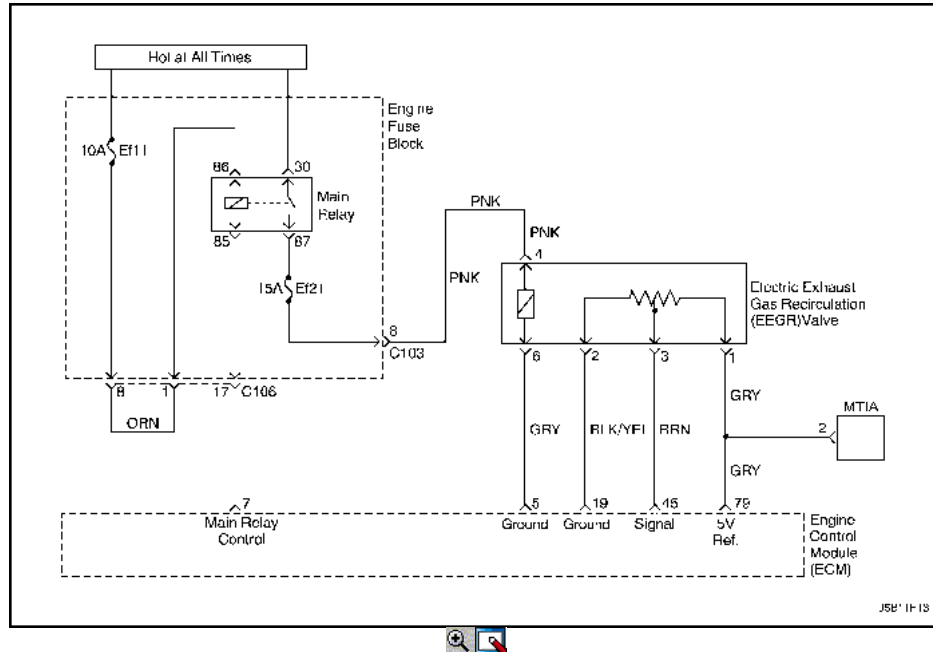 Hot at All Times
Engine
Fuse
Block
10A Ef11
86
30
Main
Relay
85
87
15A Ef21
PNK
PNK
PNK
4
Electric Exhaust
Gas Recirculation
(EEGR)Valve
8
C103
6
2
3
1
8
1
17
C106
ORN
GRY
MTIA
2
GRY
BLK/YEL
BRN
GRY
7
5
19
46
79
Main Relay
Control
Ground
Ground
Signal
5V
Ref.
Engine
Control
Module
(ECM)